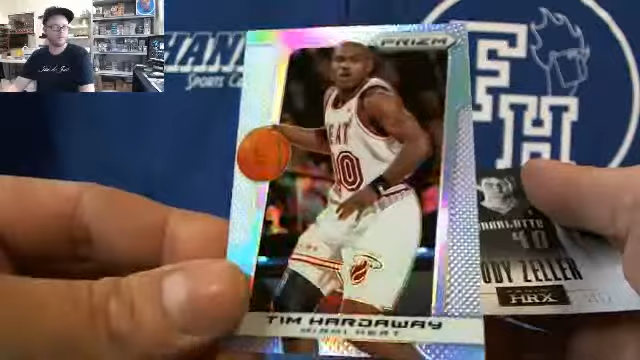 HAN
Sports C
FH
PRIZM
HEAT
10
TIM HARDAWAY
MIAMI HEAT
CHARLOTTE
40
ODY ZELLER
HRX